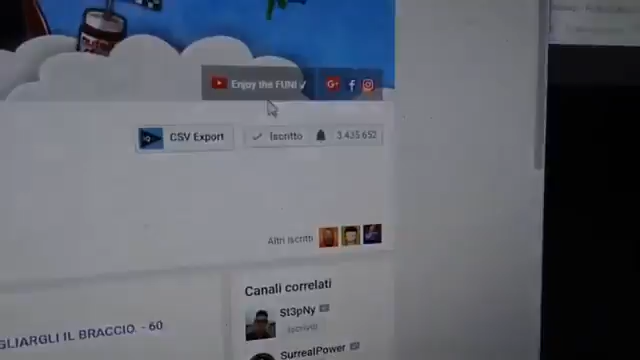 Enjoy the FUN! ✓
CSV Export
Iscritto 3.435.652
Altri iscritti
Canali correlati
St3pNy
Iscriviti
GLIARGLI IL BRACCIO. - 60
SurrealPower